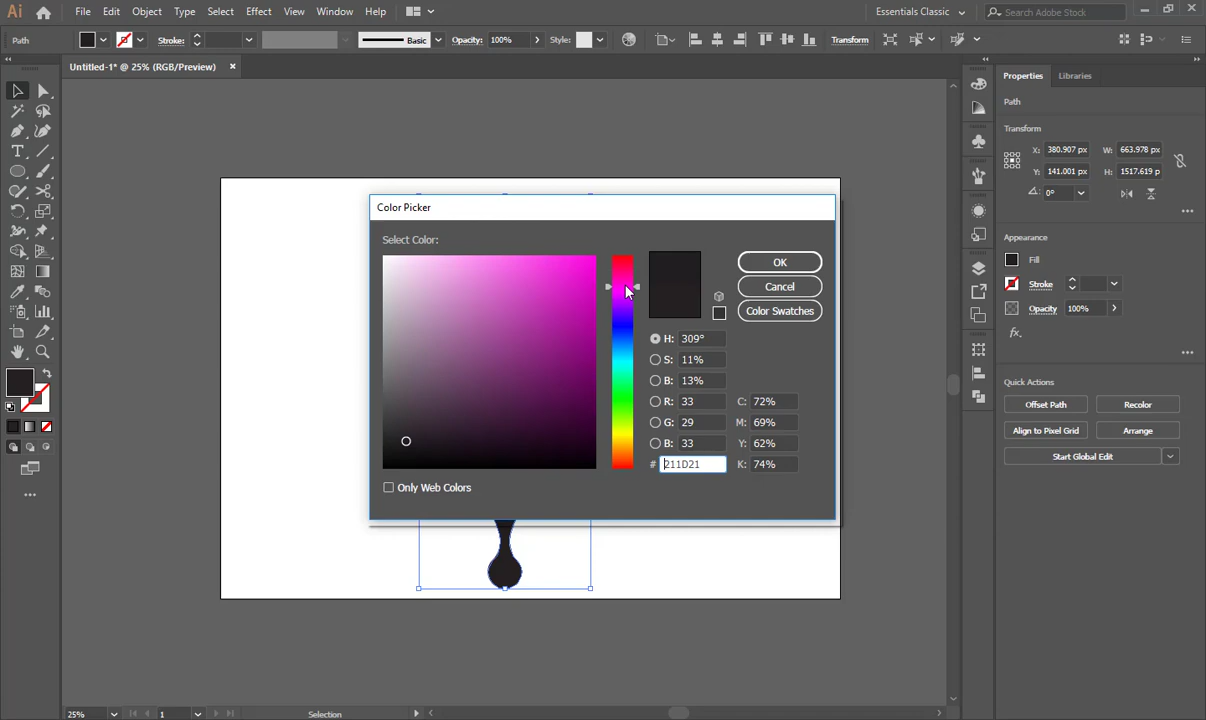 Ai File Edit Object Type Select Effect View Window Help Essentials Classic Search Adobe Stock
Path Stroke: Basic Opacity: 100% Style: Transform
Untitled-1* @ 25% (RGB/Preview) ×
Properties Libraries
Path
Transform
X: 380.907 px W: 663.978 px
Y: 141.001 px H: 1517.619 p
0°
Appearance
Fill
Stroke
Opacity 100%
fx.
Quick Actions
Offset Path Recolor
Align to Pixel Grid Arrange
Start Global Edit
Color Picker
Select Color:
OK
Cancel
Color Swatches
H: 309°
S: 11%
B: 13%
R: 33 C: 72%
G: 29 M: 69%
B: 33 Y: 62%
# 211D21 K: 74%
Only Web Colors
25% 1 Selection